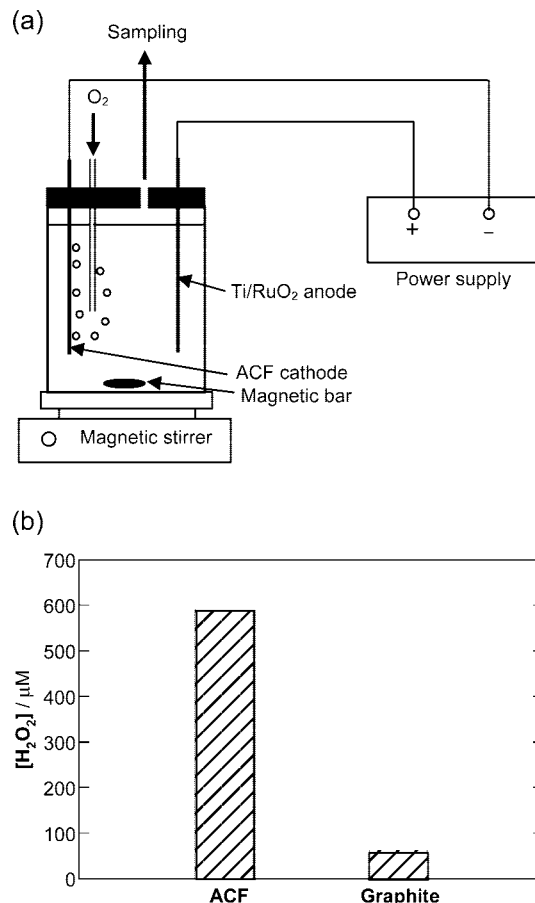 (a)
Sampling
O₂
+
−
Power supply
Ti/RuO₂ anode
ACF cathode
Magnetic bar
Magnetic stirrer
(b)
700
600
500
400
300
200
100
0
[H₂O₂] / μM
ACF
Graphite